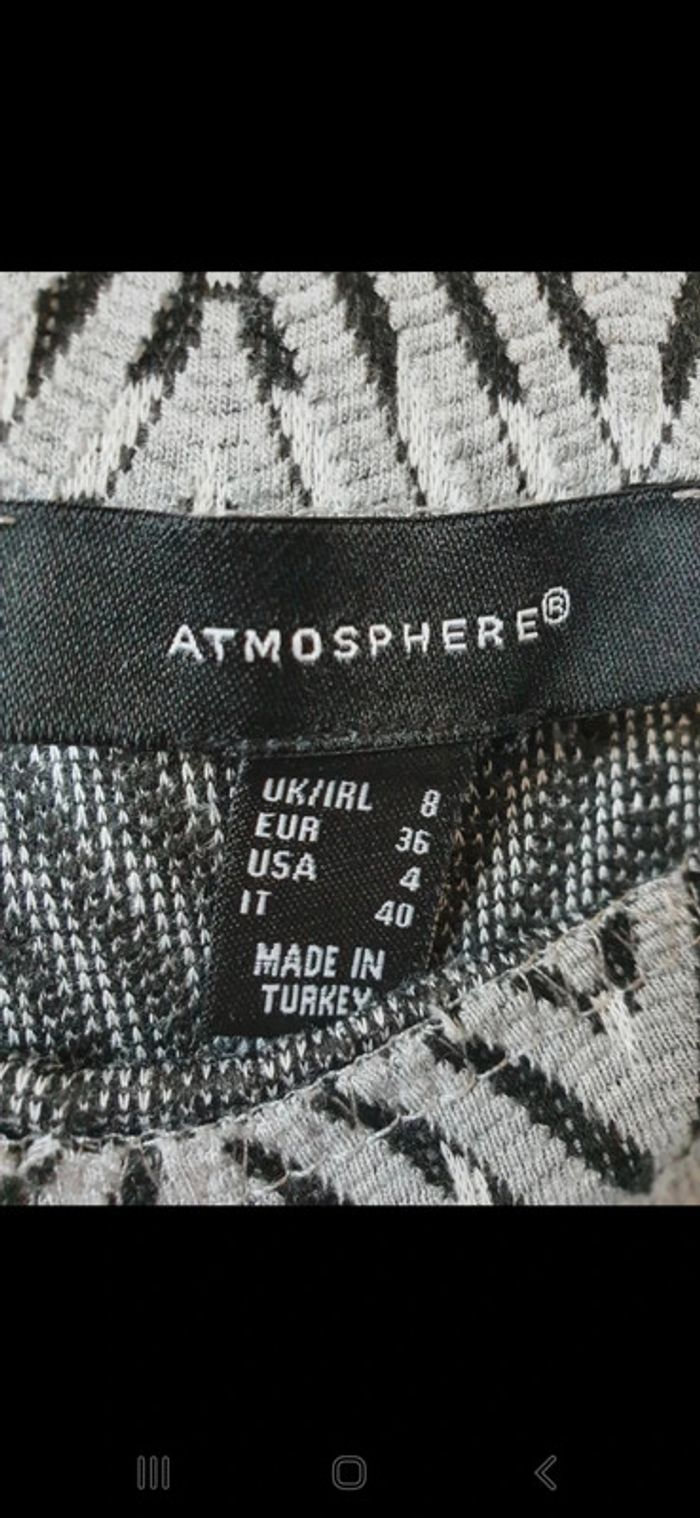 ATMOSPHERE®
UK/IRL 8
EUR 36
USA 4
IT 40
MADE IN
TURKEY